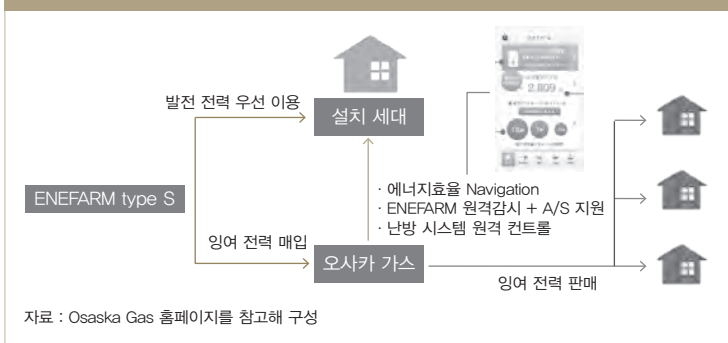 발전 전력 우선 이용
설치 세대
2,809
ENEFARM type S
· 에너지효율 Navigation
· ENEFARM 원격감시 + A/S 지원
· 난방 시스템 원격 컨트롤
잉여 전력 매입
오사카 가스
잉여 전력 판매
자료 : Osaska Gas 홈페이지를 참고해 구성